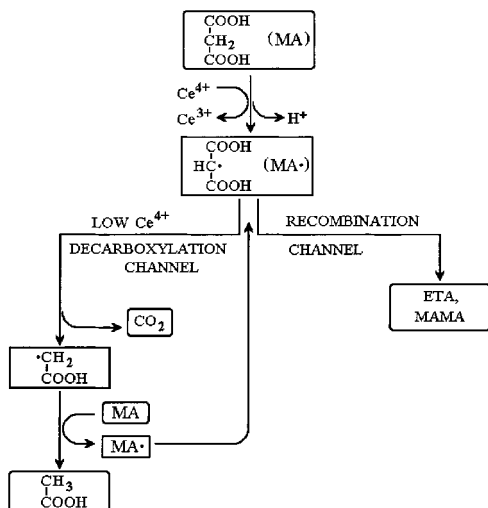 COOH
CH2 (MA)
COOH
Ce4+
Ce3+ H+
COOH
HC• (MA•)
COOH
LOW Ce4+ RECOMBINATION
DECARBOXYLATION CHANNEL
CHANNEL
ETA,
MAMA
CO2
•CH2
COOH
MA
MA•
CH3
COOH